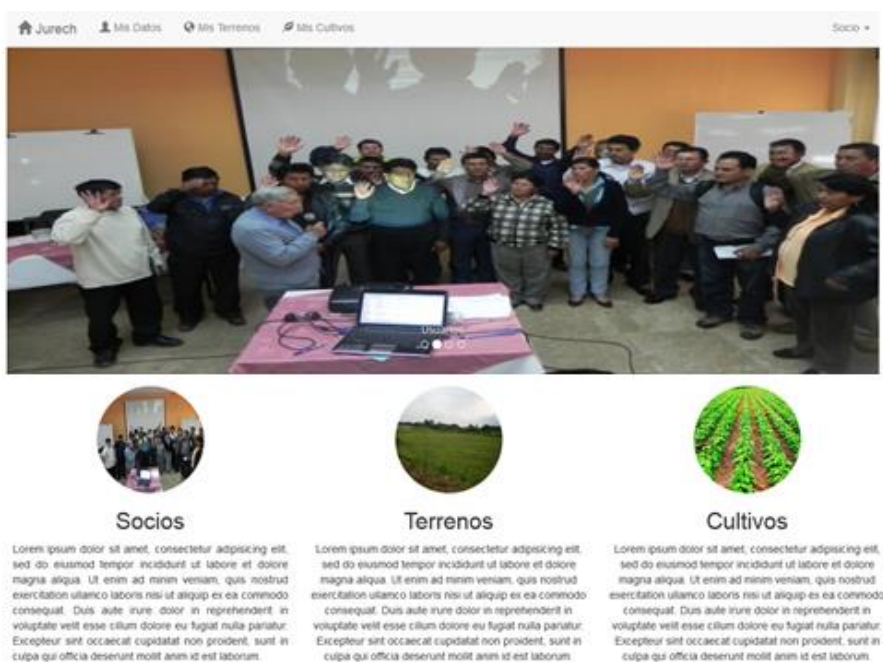 Jurech Mis Datos Mis Terrenos Mis Cultivos Socio
Usuarios
Socios
Lorem ipsum dolor sit amet, consectetur adipisicing elit,
sed do eiusmod tempor incididunt ut labore et dolore
magna aliqua. Ut enim ad minim veniam, quis nostrud
exercitation ullamco laboris nisi ut aliquip ex ea commodo
consequat. Duis aute irure dolor in reprehenderit in
voluptate velit esse cillum dolore eu fugiat nulla pariatur.
Excepteur sint occaecat cupidatat non proident, sunt in
culpa qui officia deserunt mollit anim id est laborum.
Terrenos
Lorem ipsum dolor sit amet, consectetur adipisicing elit,
sed do eiusmod tempor incididunt ut labore et dolore
magna aliqua. Ut enim ad minim veniam, quis nostrud
exercitation ullamco laboris nisi ut aliquip ex ea commodo
consequat. Duis aute irure dolor in reprehenderit in
voluptate velit esse cillum dolore eu fugiat nulla pariatur.
Excepteur sint occaecat cupidatat non proident, sunt in
culpa qui officia deserunt mollit anim id est laborum
Cultivos
Lorem ipsum dolor sit amet, consectetur adipisicing elit,
sed do eiusmod tempor incididunt ut labore et dolore
magna aliqua. Ut enim ad minim veniam, quis nostrud
exercitation ullamco laboris nisi ut aliquip ex ea commodo
consequat. Duis aute irure dolor in reprehenderit in
voluptate velit esse cillum dolore eu fugiat nulla pariatur.
Excepteur sint occaecat cupidatat non proident, sunt in
culpa qui officia deserunt mollit anim id est laborum.